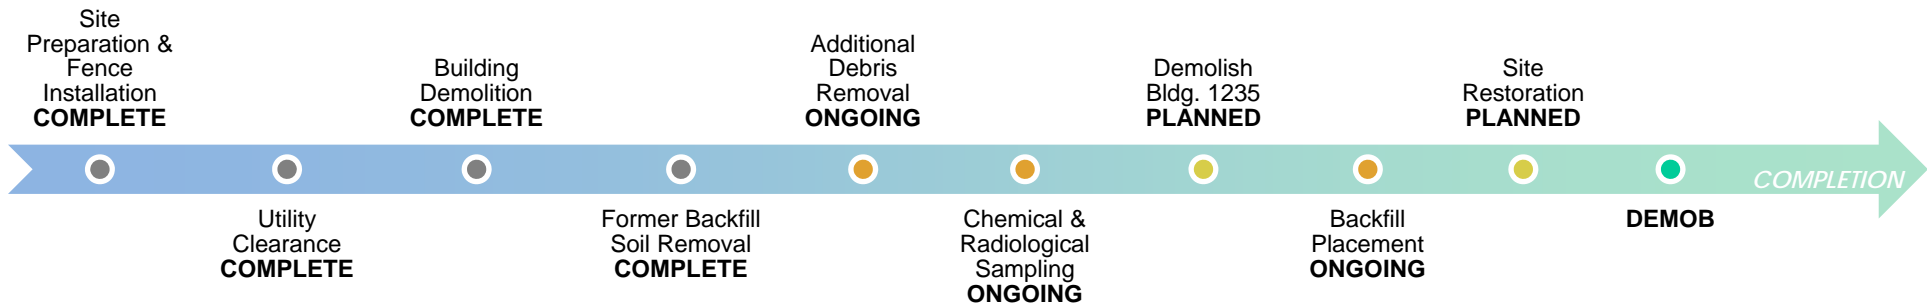 Site
Preparation &
Fence
Installation
COMPLETE
Utility
Clearance
COMPLETE
Building
Demolition
COMPLETE
Former Backfill
Soil Removal
COMPLETE
Additional
Debris
Removal
ONGOING
Chemical &
Radiological
Sampling
ONGOING
Demolish
Bldg. 1235
PLANNED
Backfill
Placement
ONGOING
Site
Restoration
PLANNED
DEMOB
COMPLETION